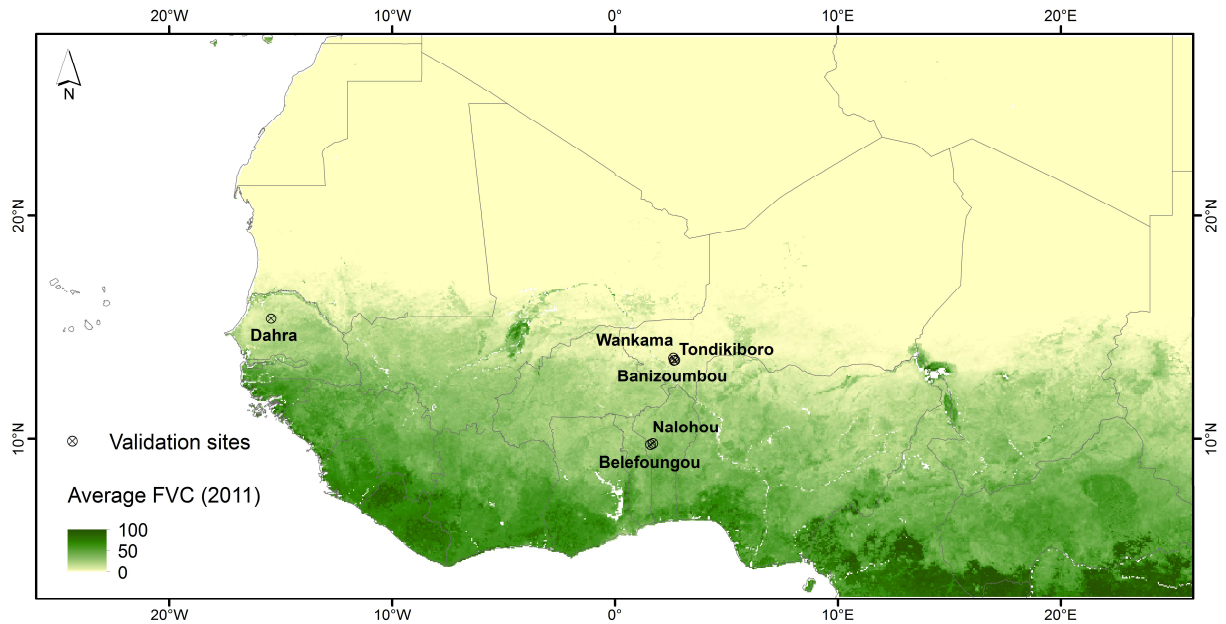 20°W 10°W 0° 10°E 20°E
N
20°N 20°N
Dahra
Wankama
Tondikiboro
Banizoumbou
Nalohou
10°N 10°N
Validation sites
Belefoungou
Average FVC (2011)
100
50
0
20°W 10°W 0° 10°E 20°E